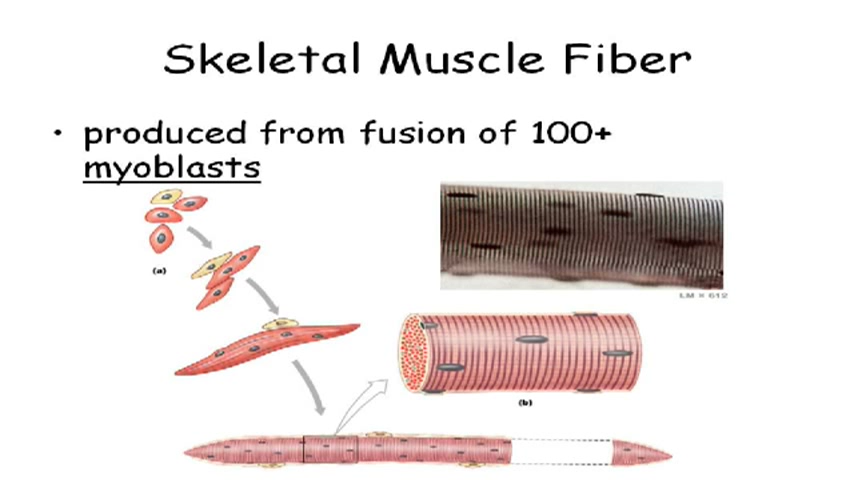 Skeletal Muscle Fiber
• produced from fusion of 100+
myoblasts
(a)
LM × 612
(b)